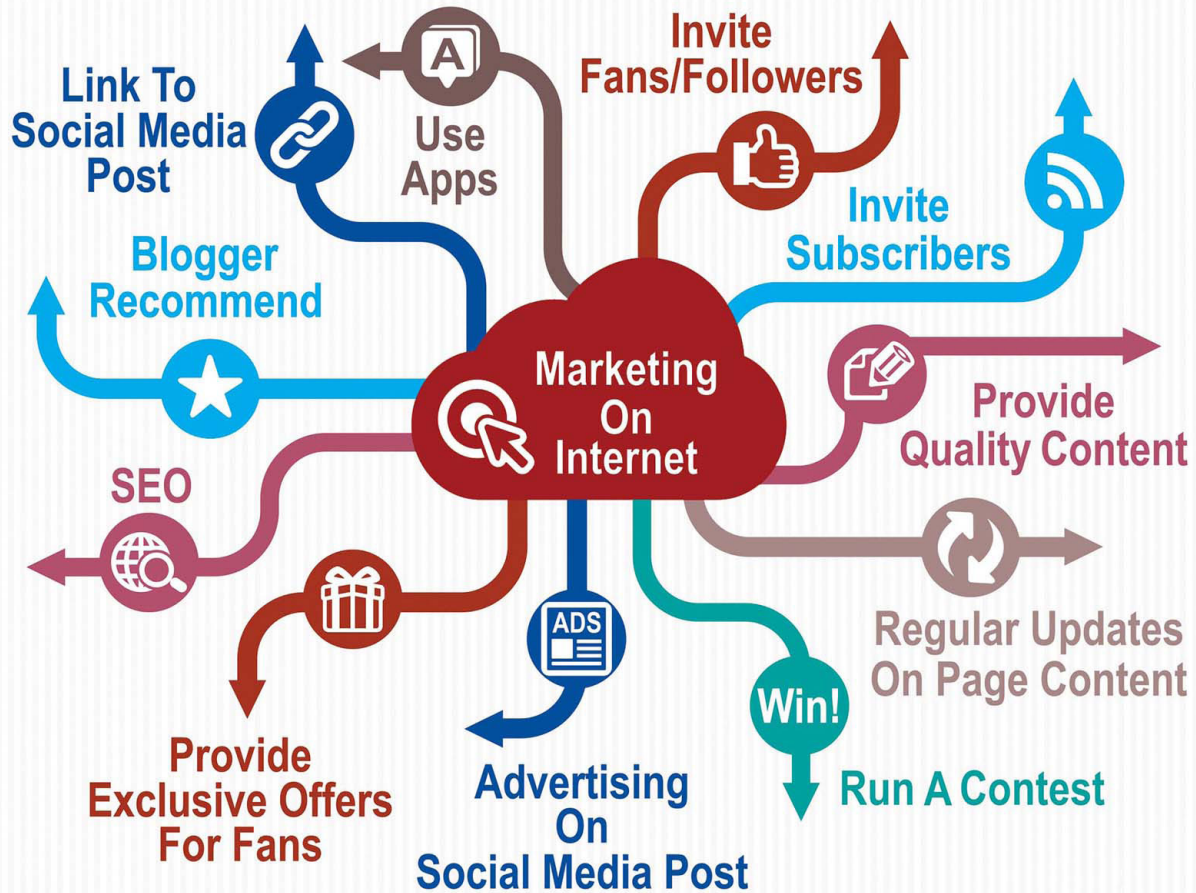 Link To
Social Media
Post
A
Use
Apps
Invite
Fans/Followers
Invite
Subscribers
Blogger
Recommend
Marketing
On
Internet
Provide
Quality Content
SEO
Regular Updates
On Page Content
ADS
Win!
Provide
Exclusive Offers
For Fans
Advertising
On
Social Media Post
Run A Contest